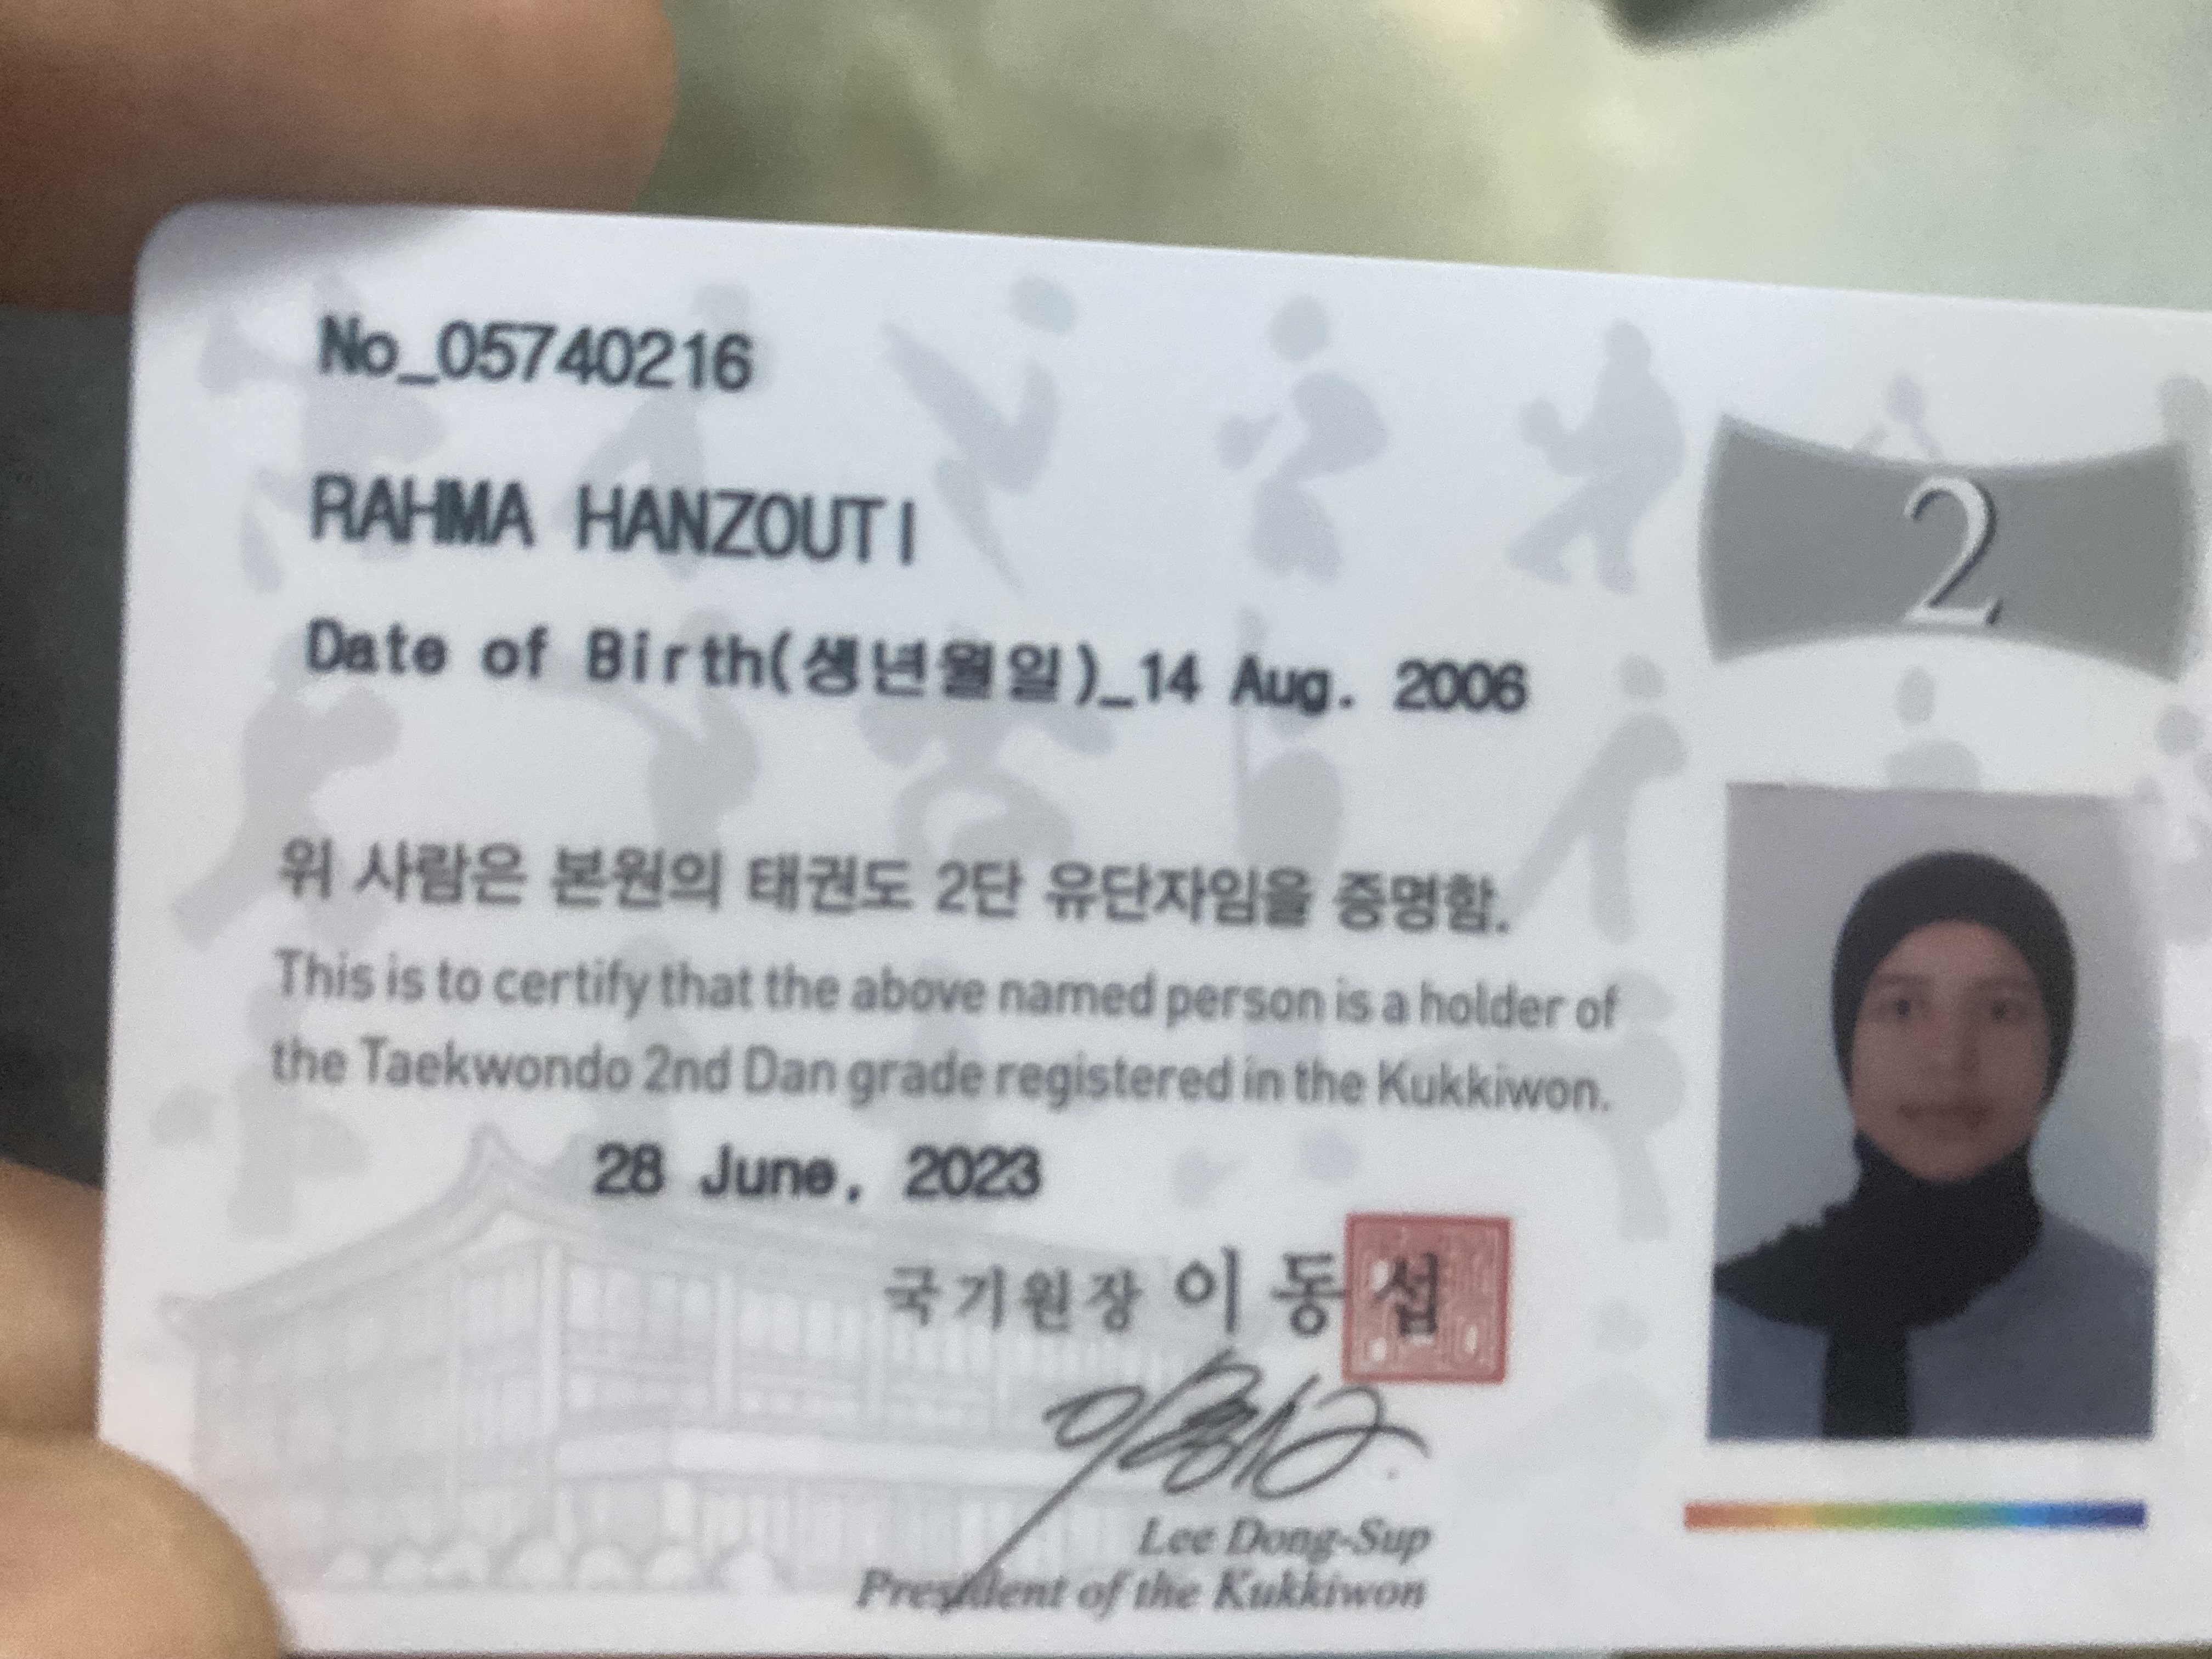 No_05740216
RAHMA HANZOUTI
2
Date of Birth(생년월일)_14 Aug. 2006
위 사람은 본원의 태권도 2단 유단자임을 증명함.
This is to certify that the above named person is a holder of
the Taekwondo 2nd Dan grade registered in the Kukkiwon.
28 June, 2023
국기원장 이동섭
Lee Dong-Sup
President of the Kukkiwon